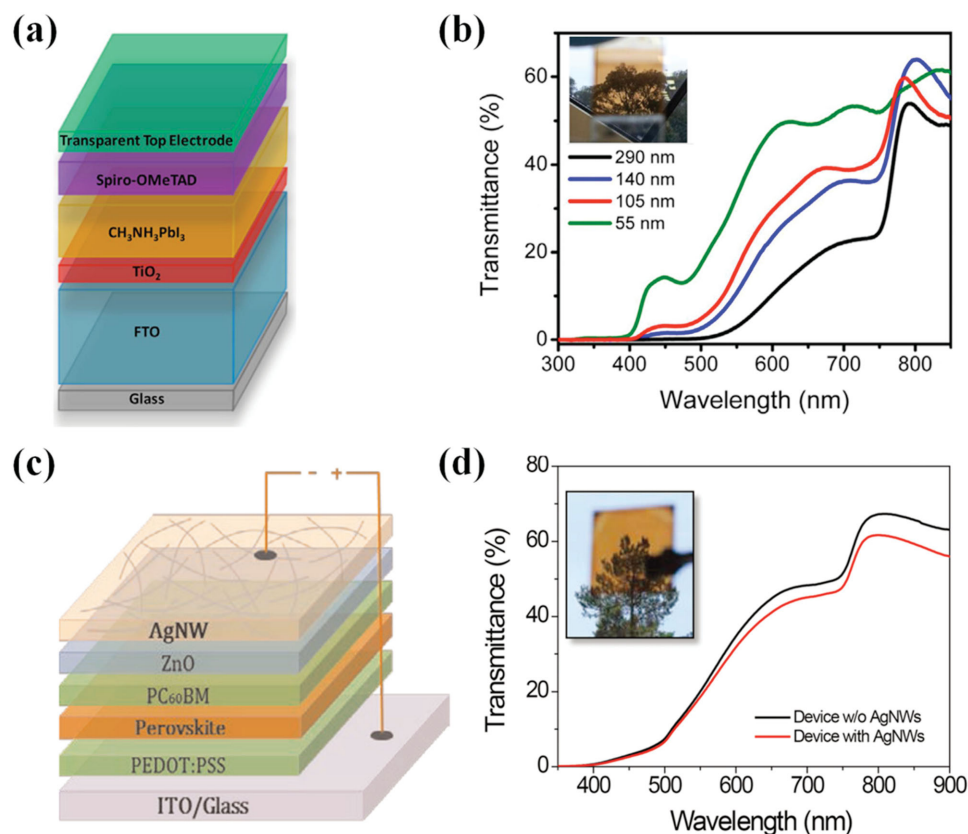 (a)
Transparent Top Electrode
Spiro-OMeTAD
CH₃NH₃PbI₃
TiO₂
FTO
Glass
(b)
Transmittance (%)
60
40
20
0
290 nm
140 nm
105 nm
55 nm
300 400 500 600 700 800
Wavelength (nm)
(c)
- +
AgNW
ZnO
PC₆₀BM
Perovskite
PEDOT:PSS
ITO/Glass
(d)
Transmittance (%)
80
60
40
20
0
Device w/o AgNWs
Device with AgNWs
400 500 600 700 800 900
Wavelength (nm)